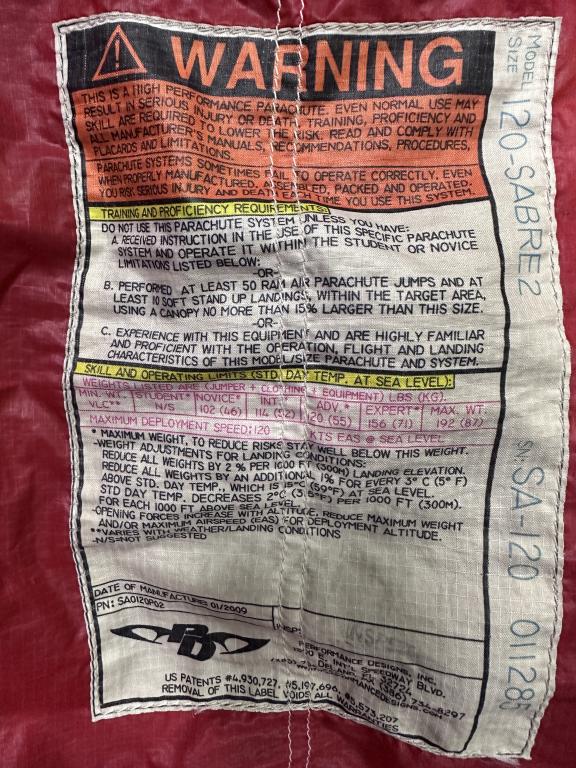 WARNING
THIS IS A HIGH PERFORMANCE PARACHUTE. EVEN NORMAL USE MAY
RESULT IN SERIOUS INJURY OR DEATH. TRAINING, PROFICIENCY AND
SKILL ARE REQUIRED TO LOWER THE RISK. READ AND COMPLY WITH
ALL MANUFACTURER'S MANUALS, RECOMMENDATIONS, PROCEDURES,
PLACARDS AND LIMITATIONS.
PARACHUTE SYSTEMS SOMETIMES FAIL TO OPERATE CORRECTLY, EVEN
WHEN PROPERLY MANUFACTURED, ASSEMBLED, PACKED AND OPERATED.
YOU RISK SERIOUS INJURY AND DEATH EACH TIME YOU USE THIS SYSTEM.
TRAINING AND PROFICIENCY REQUIREMENTS:
DO NOT USE THIS PARACHUTE SYSTEM UNLESS YOU HAVE:
A. RECEIVED INSTRUCTION IN THE USE OF THIS SPECIFIC PARACHUTE
SYSTEM AND OPERATE IT WITHIN THE STUDENT OR NOVICE
LIMITATIONS LISTED BELOW:
-OR-
B. PERFORMED AT LEAST 50 RAM AIR PARACHUTE JUMPS AND AT
LEAST 10 SOFT STAND UP LANDINGS, WITHIN THE TARGET AREA,
USING A CANOPY NO MORE THAN 15% LARGER THAN THIS SIZE.
-OR-
C. EXPERIENCE WITH THIS EQUIPMENT AND ARE HIGHLY FAMILIAR
AND PROFICIENT WITH THE OPERATION, FLIGHT AND LANDING
CHARACTERISTICS OF THIS MODEL/SIZE PARACHUTE AND SYSTEM.
SKILL AND OPERATING LIMITS (STD. DAY TEMP. AT SEA LEVEL):
WEIGHTS LISTED ARE (JUMPER + CLOTHING + EQUIPMENT) LBS (KG).
MIN. WT. STUDENT* NOVICE* INT.* ADV.* EXPERT* MAX. WT.
VLC** N/S 102 (46) 114 (52) 120 (55) 156 (71) 192 (87)
MAXIMUM DEPLOYMENT SPEED: 120 KTS EAS @ SEA LEVEL
* MAXIMUM WEIGHT, TO REDUCE RISKS STAY WELL BELOW THIS WEIGHT.
-WEIGHT ADJUSTMENTS FOR LANDING CONDITIONS:
REDUCE ALL WEIGHTS BY 2 % PER 1000 FT (300M) LANDING ELEVATION.
REDUCE ALL WEIGHTS BY AN ADDITIONAL 1% FOR EVERY 3° C (5° F)
ABOVE STD. DAY TEMP., WHICH IS 15°C (59°F) AT SEA LEVEL.
STD DAY TEMP. DECREASES 2°C (3.5°F) PER 1000 FT (300M).
FOR EACH 1000 FT ABOVE SEA LEVEL
-OPENING FORCES INCREASE WITH ALTITUDE. REDUCE MAXIMUM WEIGHT
AND/OR MAXIMUM AIRSPEED (EAS) FOR DEPLOYMENT ALTITUDE.
**VARIES WITH WEATHER/LANDING CONDITIONS
-N/S=NOT SUGGESTED
DATE OF MANUFACTURE: 01/2009
PN: SA0120P02
INSP:
PD
PERFORMANCE DESIGNS, INC.
INT'L SPEEDWAY BLVD.
DELAND, FL 32724
US PATENTS #4,930,727, #5,197,696, #5,573,207
REMOVAL OF THIS LABEL VOIDS ALL WARRANTIES
MODEL
SIZE
120-SABRE2
SN:
SA-120 011285